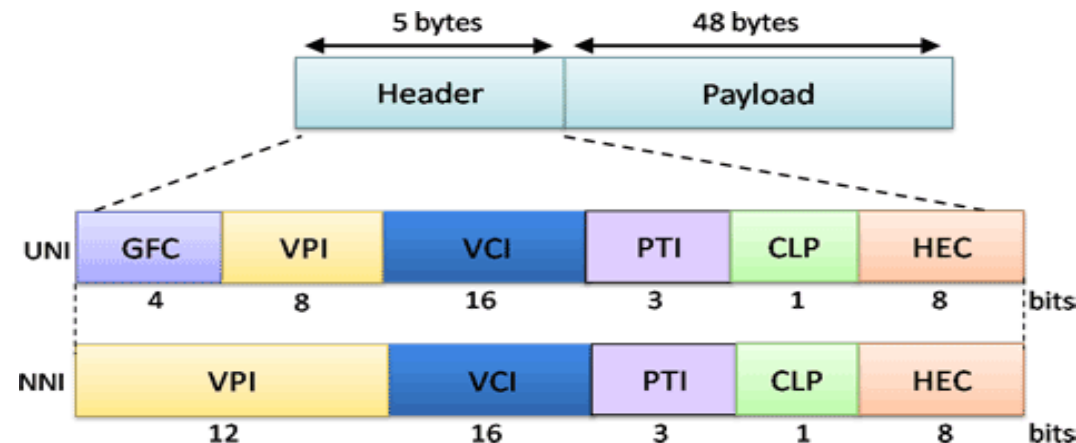 5 bytes 48 bytes
Header Payload
UNI GFC VPI VCI PTI CLP HEC
4 8 16 3 1 8 bits
NNI VPI VCI PTI CLP HEC
12 16 3 1 8 bits